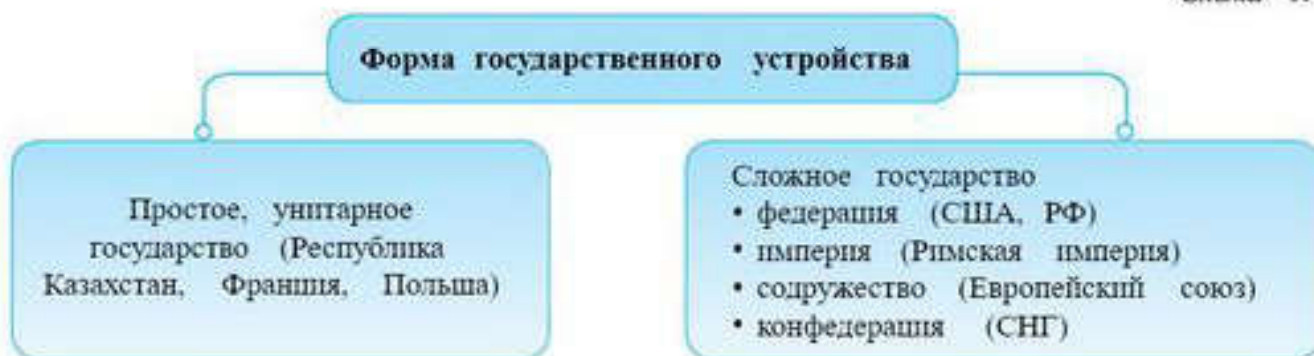 Форма государственного устройства
Простое, унитарное
государство (Республика
Казахстан, Франция, Польша)
Сложное государство
• федерация (США, РФ)
• империя (Римская империя)
• содружество (Европейский союз)
• конфедерация (СНГ)